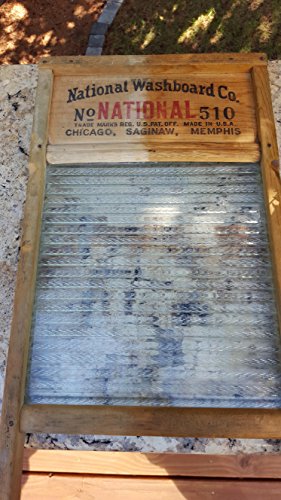 National Washboard Co.
No NATIONAL 510
TRADE MARKS REG. U.S. PAT. OFF. MADE IN U.S.A.
CHICAGO, SAGINAW, MEMPHIS